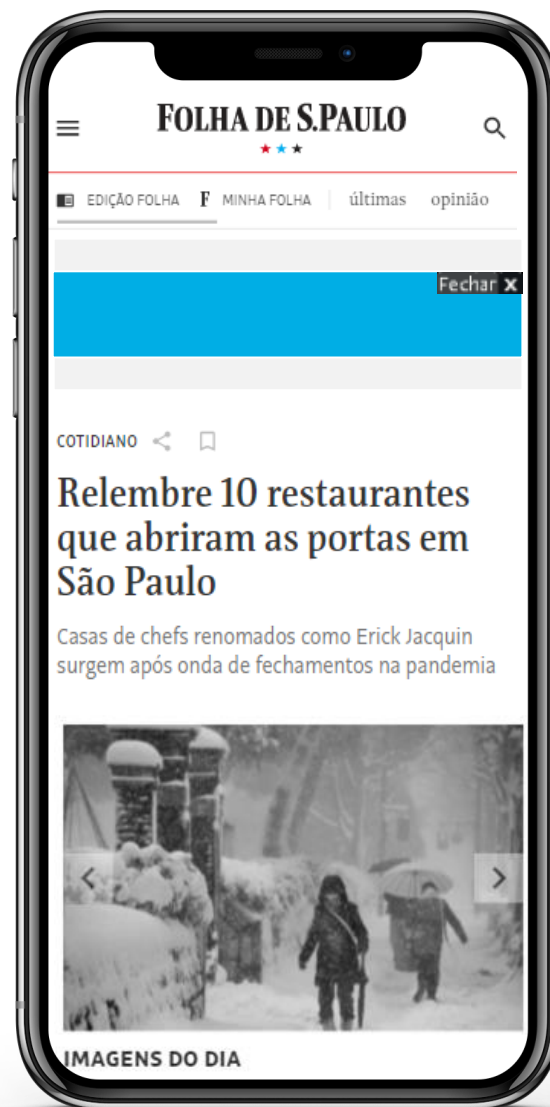 FOLHA DE S.PAULO
EDIÇÃO FOLHA F MINHA FOLHA últimas opinião
Fechar x
COTIDIANO
Relembre 10 restaurantes
que abriram as portas em
São Paulo
Casas de chefs renomados como Erick Jacquin
surgem após onda de fechamentos na pandemia
IMAGENS DO DIA